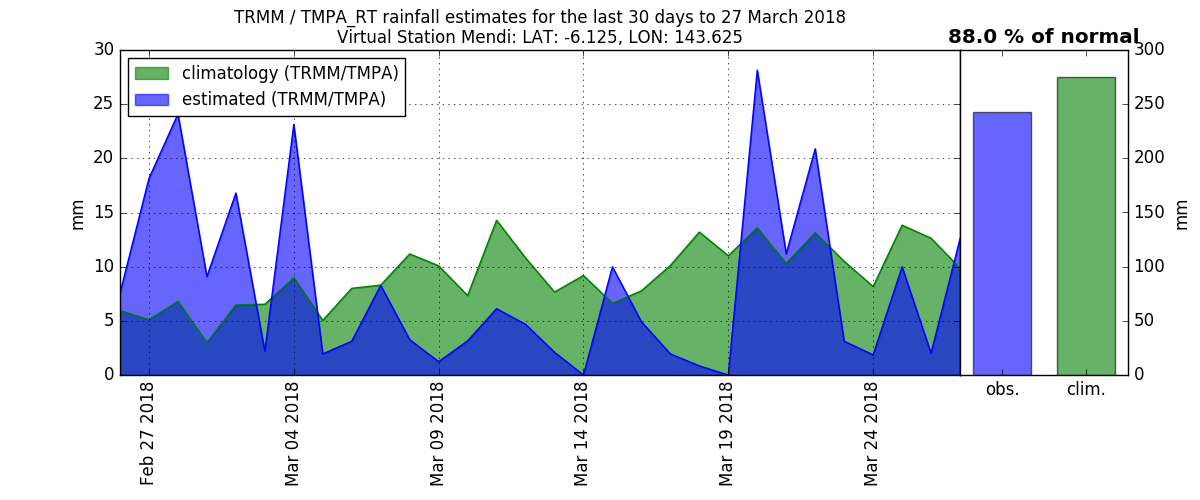 TRMM / TMPA_RT rainfall estimates for the last 30 days to 27 March 2018
Virtual Station Mendi: LAT: -6.125, LON: 143.625
88.0 % of normal
climatology (TRMM/TMPA)
estimated (TRMM/TMPA)
mm
30
25
20
15
10
5
0
Feb 27 2018
Mar 04 2018
Mar 09 2018
Mar 14 2018
Mar 19 2018
Mar 24 2018
obs.
clim.
300
250
200
150
100
50
0
mm